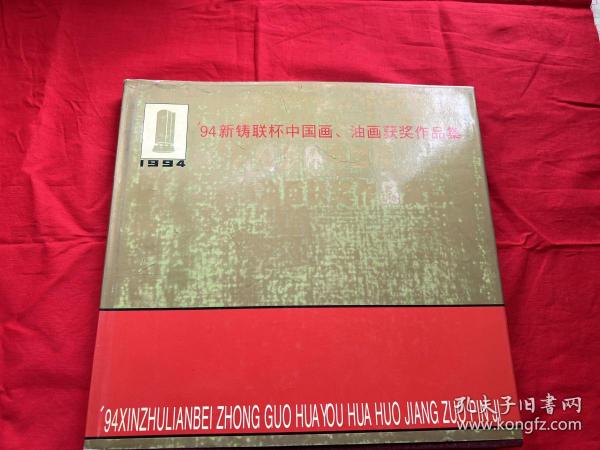 1994
'94新铸联杯中国画、油画获奖作品集
'94XINZHULIANBEI ZHONG GUO HUA YOU HUA HUO JIANG ZUO PIN JI
孔夫子旧书网
www.kongfz.com